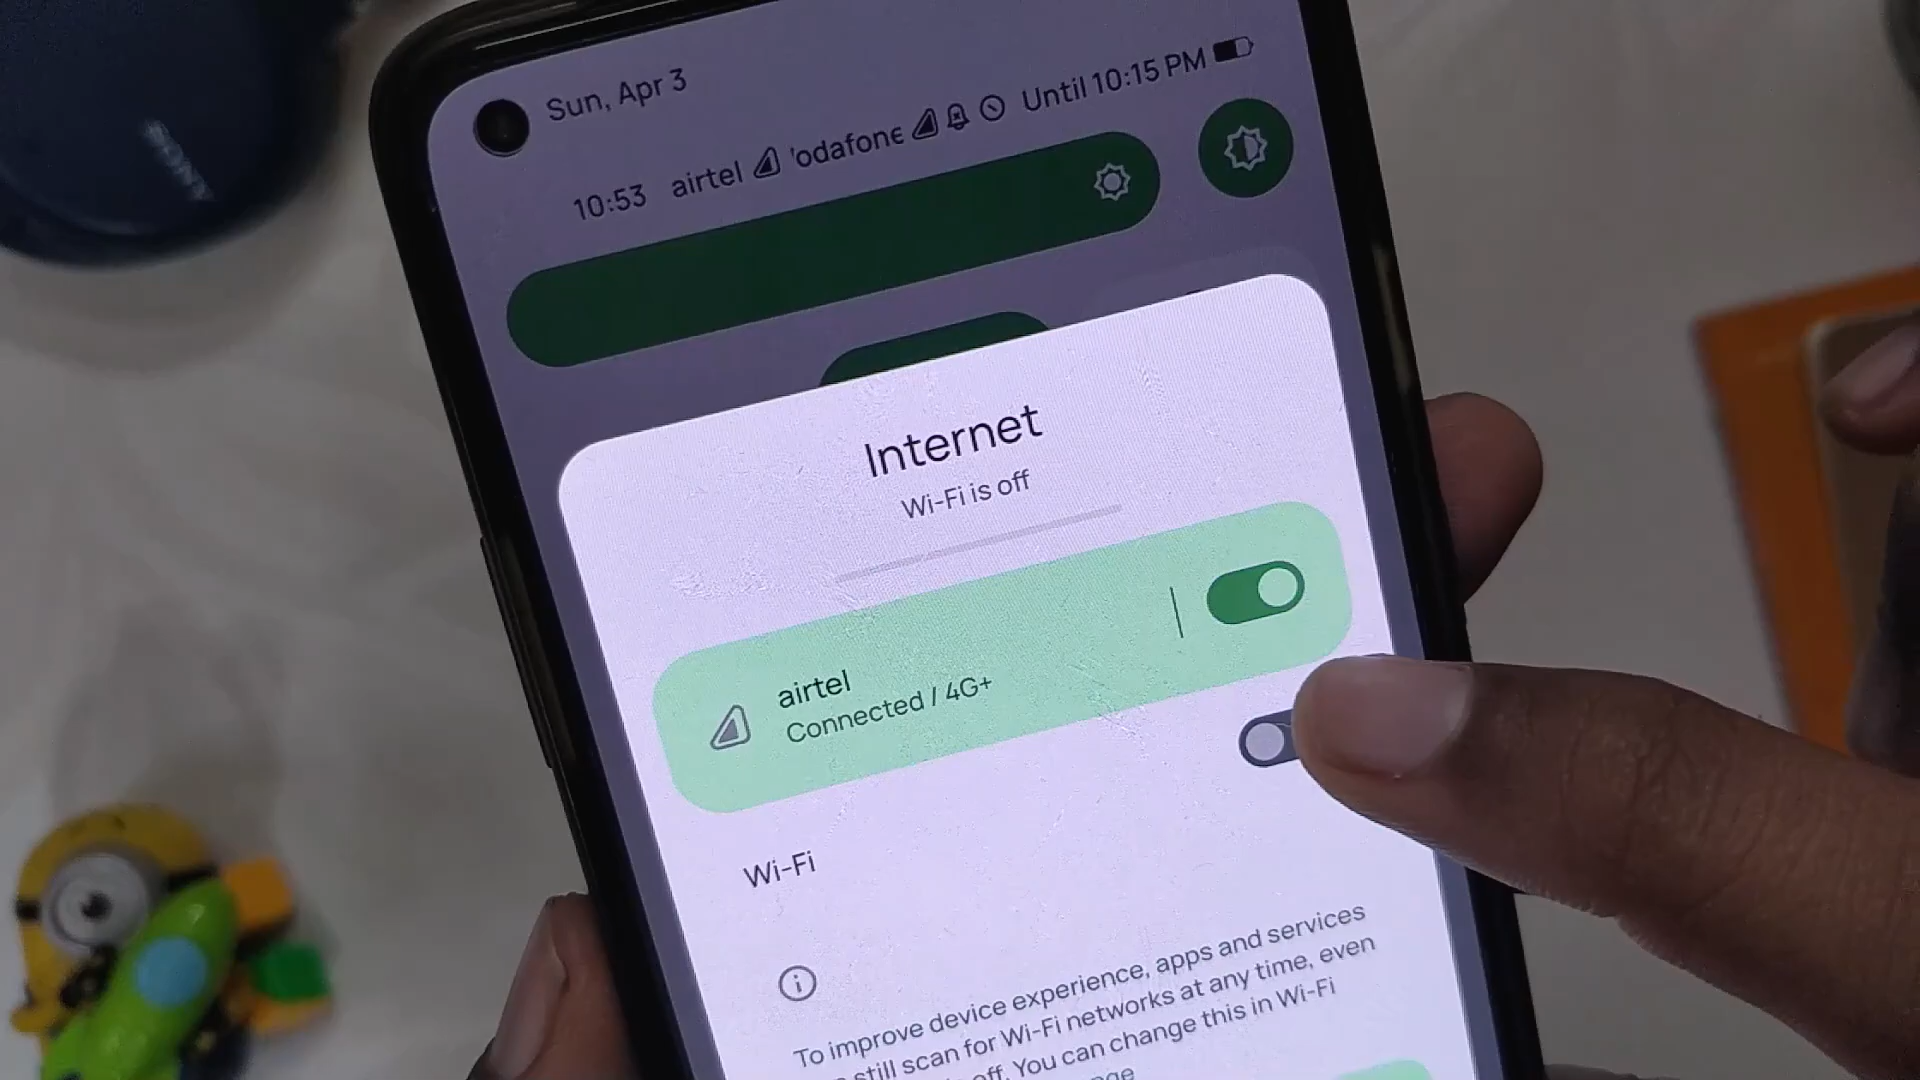 Sun, Apr 3
10:53 airtel 'odafone Until 10:15 PM
Internet
Wi-Fi is off
airtel
Connected / 4G+
Wi-Fi
To improve device experience, apps and services
still scan for Wi-Fi networks at any time, even
off. You can change this in Wi-Fi